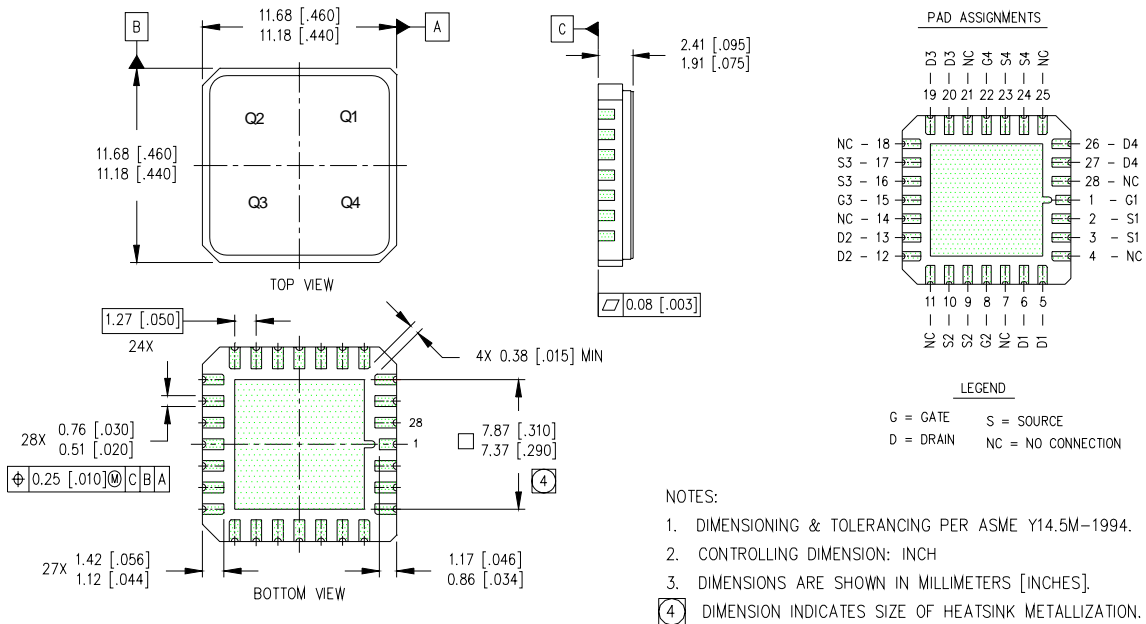 B
11.68 [.460]
11.18 [.440]
A
11.68 [.460]
11.18 [.440]
Q2
Q1
Q3
Q4
TOP VIEW
C
2.41 [.095]
1.91 [.075]
⏥ 0.08 [.003]
PAD ASSIGNMENTS
D3 D3 NC G4 S4 S4 NC
19 20 21 22 23 24 25
NC - 18
S3 - 17
S3 - 16
G3 - 15
NC - 14
D2 - 13
D2 - 12
26 - D4
27 - D4
28 - NC
1 - G1
2 - S1
3 - S1
4 - NC
11 10 9 8 7 6 5
NC S2 S2 G2 NC D1 D1
LEGEND
G = GATE
S = SOURCE
D = DRAIN
NC = NO CONNECTION
1.27 [.050]
24X
4X 0.38 [.015] MIN
28X 0.76 [.030]
0.51 [.020]
⌖ 0.25 [.010] Ⓜ C B A
28
1
□ 7.87 [.310]
7.37 [.290]
4
27X 1.42 [.056]
1.12 [.044]
1.17 [.046]
0.86 [.034]
BOTTOM VIEW
NOTES:
1. DIMENSIONING & TOLERANCING PER ASME Y14.5M-1994.
2. CONTROLLING DIMENSION: INCH
3. DIMENSIONS ARE SHOWN IN MILLIMETERS [INCHES].
4 DIMENSION INDICATES SIZE OF HEATSINK METALLIZATION.